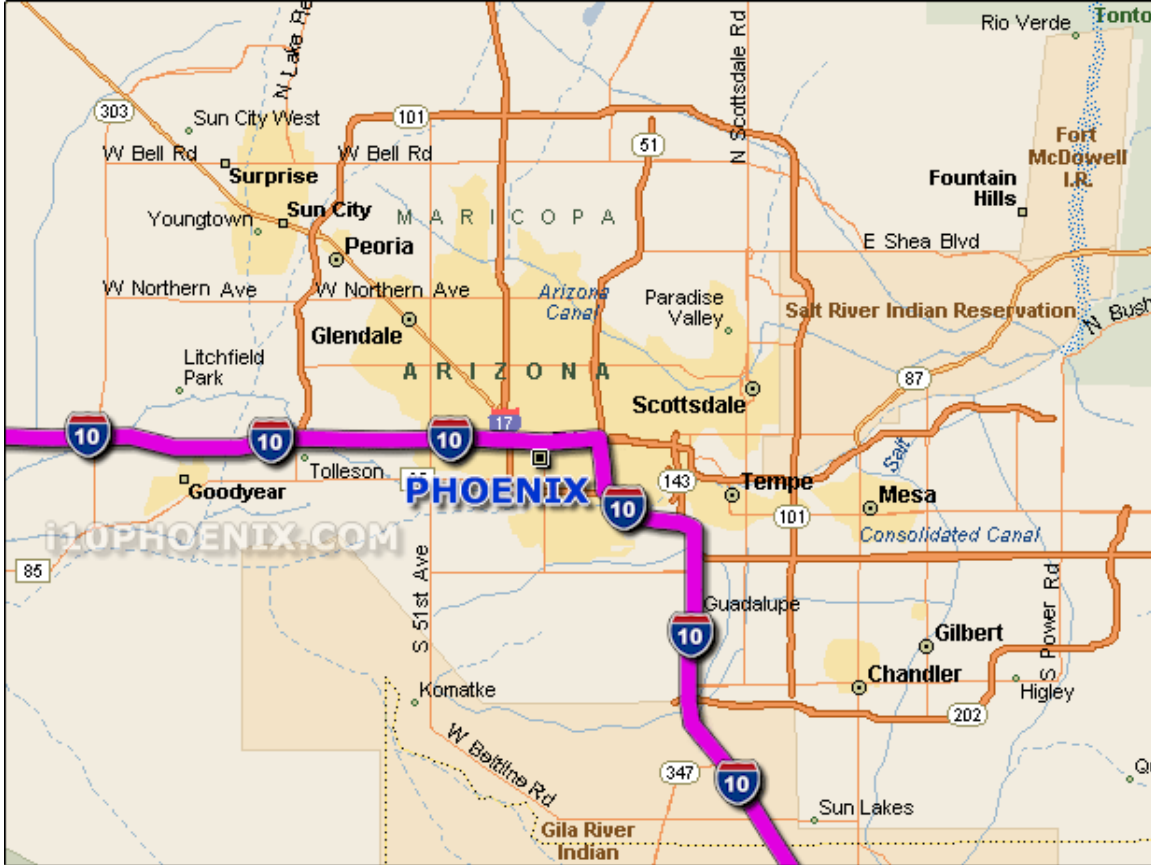 Rio Verde
Tonto
N Lake
N Scottsdale Rd
303
Sun City West
101
51
W Bell Rd
W Bell Rd
Fort
McDowell
I.R.
Surprise
Fountain
Hills
Youngtown
Sun City
MARICOPA
Peoria
E Shea Blvd
W Northern Ave
W Northern Ave
Arizona
Canal
Paradise
Valley
Salt River Indian Reservation
N Bush
Glendale
Litchfield
Park
ARIZONA
87
Scottsdale
17
10
10
10
Salt
Tolleson
Goodyear
PHOENIX
143
Tempe
Mesa
10
101
i10PHOENIX.COM
Consolidated Canal
85
S 51st Ave
S Power Rd
Guadalupe
10
Gilbert
Chandler
Higley
Komatke
202
W Beltline Rd
347
10
Sun Lakes
Gila River
Indian